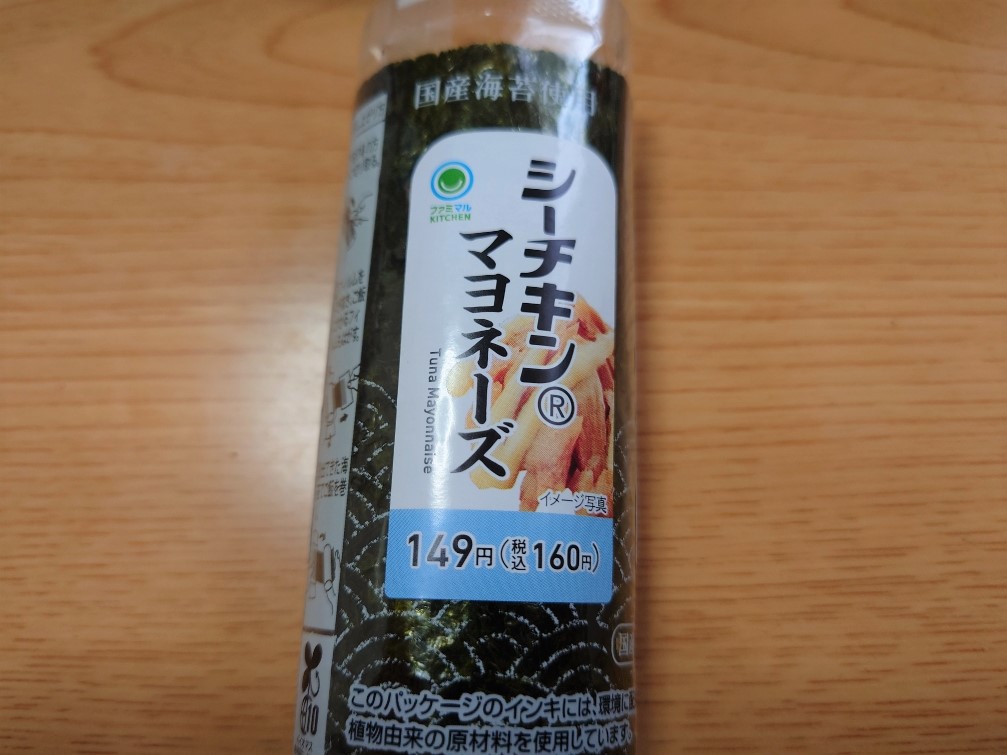 国産海苔使用
ファミマル
KITCHEN
シーチキン®
マヨネーズ
Tuna Mayonnaise
イメージ写真
149円(税込160円)
このパッケージのインキには、環境に
植物由来の原材料を使用しています。